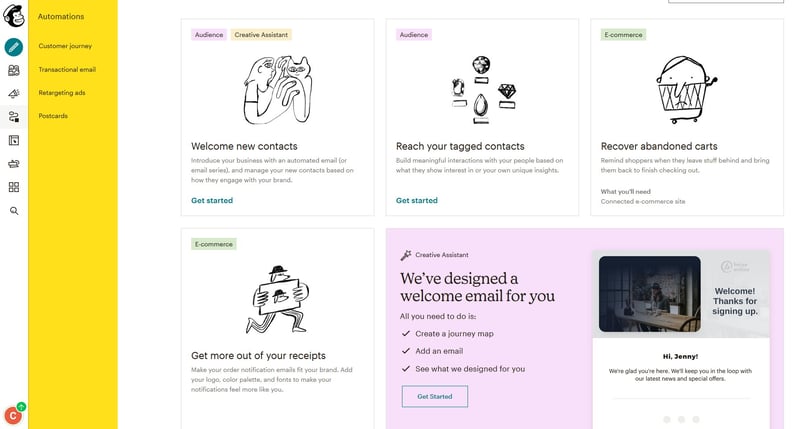 Automations
Customer journey
Transactional email
Retargeting ads
Postcards
Audience
Creative Assistant
Welcome new contacts
Introduce your business with an automated email (or
email series), and manage your new contacts based on
how they engage with your brand.
Get started
Audience
Reach your tagged contacts
Build meaningful interactions with your people based on
what they show interest in or your own unique insights.
Get started
E-commerce
Recover abandoned carts
Remind shoppers when they leave stuff behind and bring
them back to finish checking out.
What you'll need
Connected e-commerce site
E-commerce
Get more out of your receipts
Make your order notification emails fit your brand. Add
your logo, color palette, and fonts to make your
notifications feel more like you.
Creative Assistant
We've designed a
welcome email for you
All you need to do is:
Create a journey map
Add an email
See what we designed for you
Get Started
Welcome!
Thanks for
signing up.
Hi, Jenny!
We're glad you're here. We'll keep you in the loop with
our latest news and special offers.
C